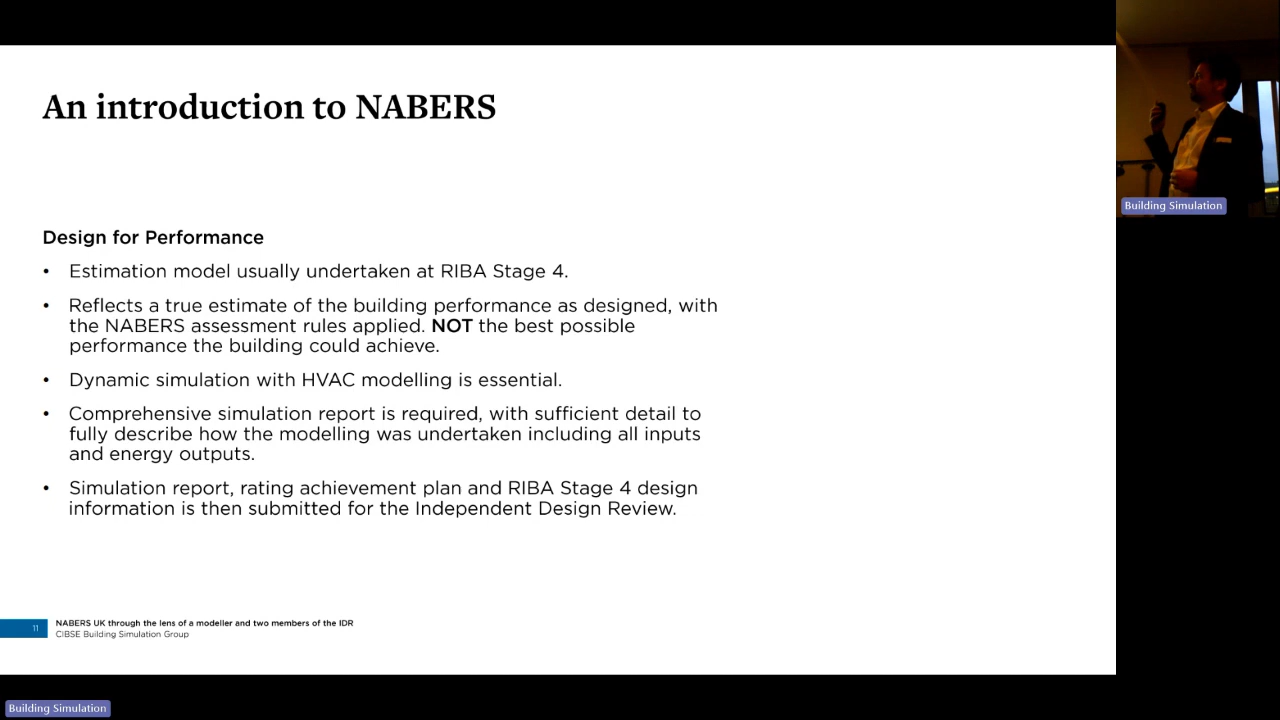 An introduction to NABERS
Building Simulation
Design for Performance
• Estimation model usually undertaken at RIBA Stage 4.
• Reflects a true estimate of the building performance as designed, with
the NABERS assessment rules applied. NOT the best possible
performance the building could achieve.
• Dynamic simulation with HVAC modelling is essential.
• Comprehensive simulation report is required, with sufficient detail to
fully describe how the modelling was undertaken including all inputs
and energy outputs.
• Simulation report, rating achievement plan and RIBA Stage 4 design
information is then submitted for the Independent Design Review.
11
NABERS UK through the lens of a modeller and two members of the IDR
CIBSE Building Simulation Group
Building Simulation